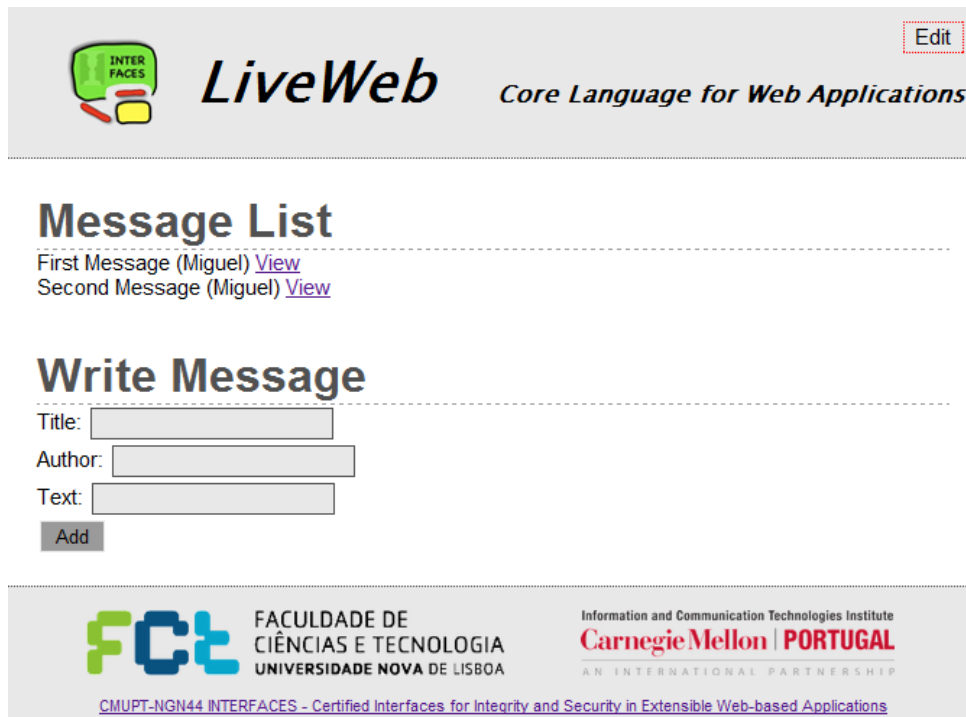 Edit
INTER
FACES
LiveWeb
Core Language for Web Applications
Message List
First Message (Miguel) View
Second Message (Miguel) View
Write Message
Title:
Author:
Text:
Add
FCt
FACULDADE DE
CIÊNCIAS E TECNOLOGIA
UNIVERSIDADE NOVA DE LISBOA
Information and Communication Technologies Institute
Carnegie Mellon | PORTUGAL
AN INTERNATIONAL PARTNERSHIP
CMUPT-NGN44 INTERFACES - Certified Interfaces for Integrity and Security in Extensible Web-based Applications